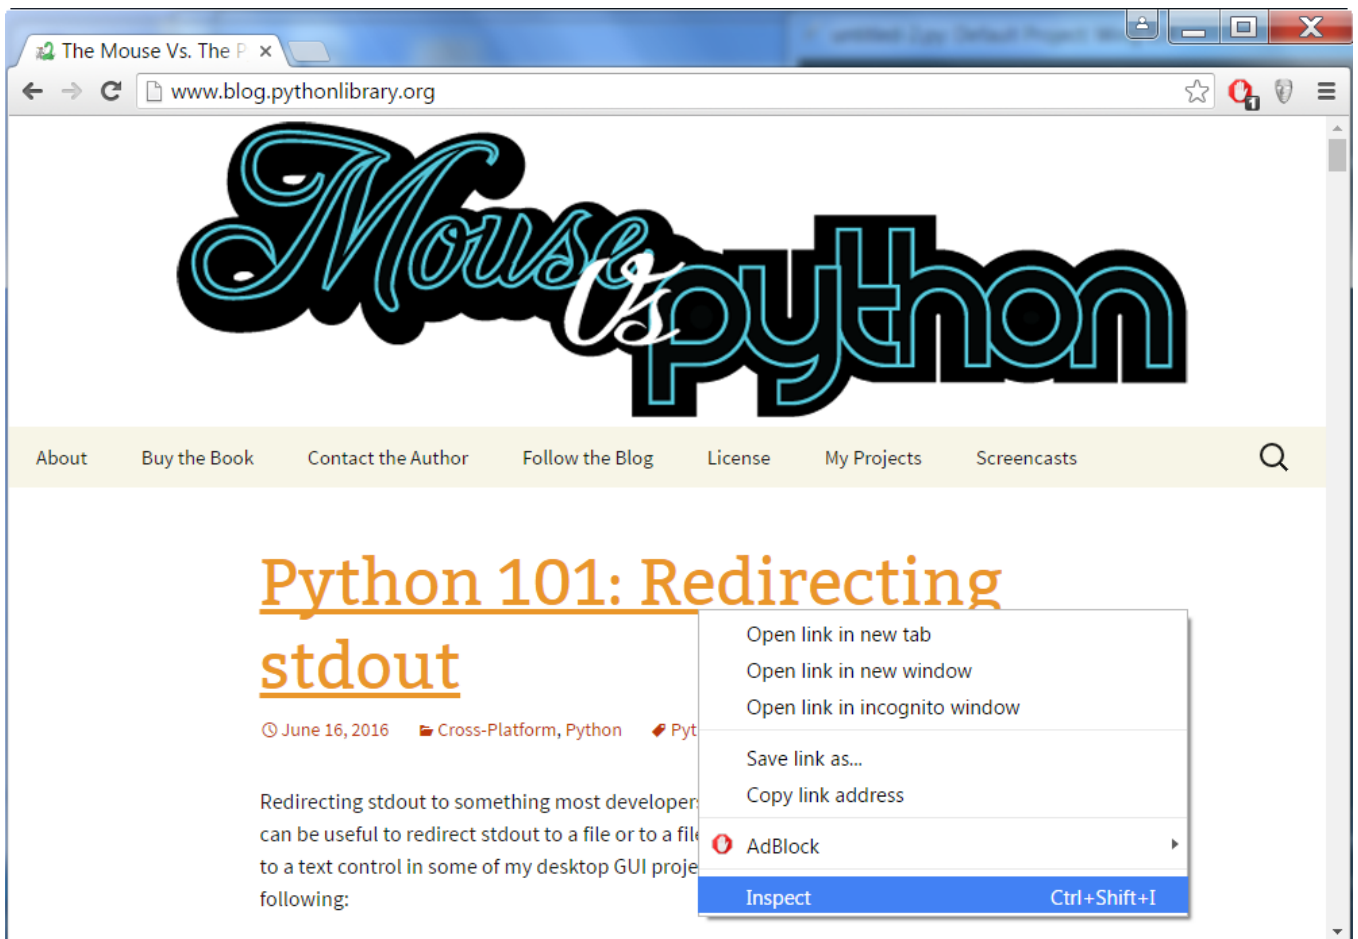 The Mouse Vs. The P
www.blog.pythonlibrary.org
1
Mouse Vs python
About Buy the Book Contact the Author Follow the Blog License My Projects Screencasts
Python 101: Redirecting
stdout
June 16, 2016 Cross-Platform, Python Pyt
Redirecting stdout to something most developers
can be useful to redirect stdout to a file or to a file
to a text control in some of my desktop GUI proje
following:
Open link in new tab
Open link in new window
Open link in incognito window
Save link as...
Copy link address
AdBlock
Inspect Ctrl+Shift+I